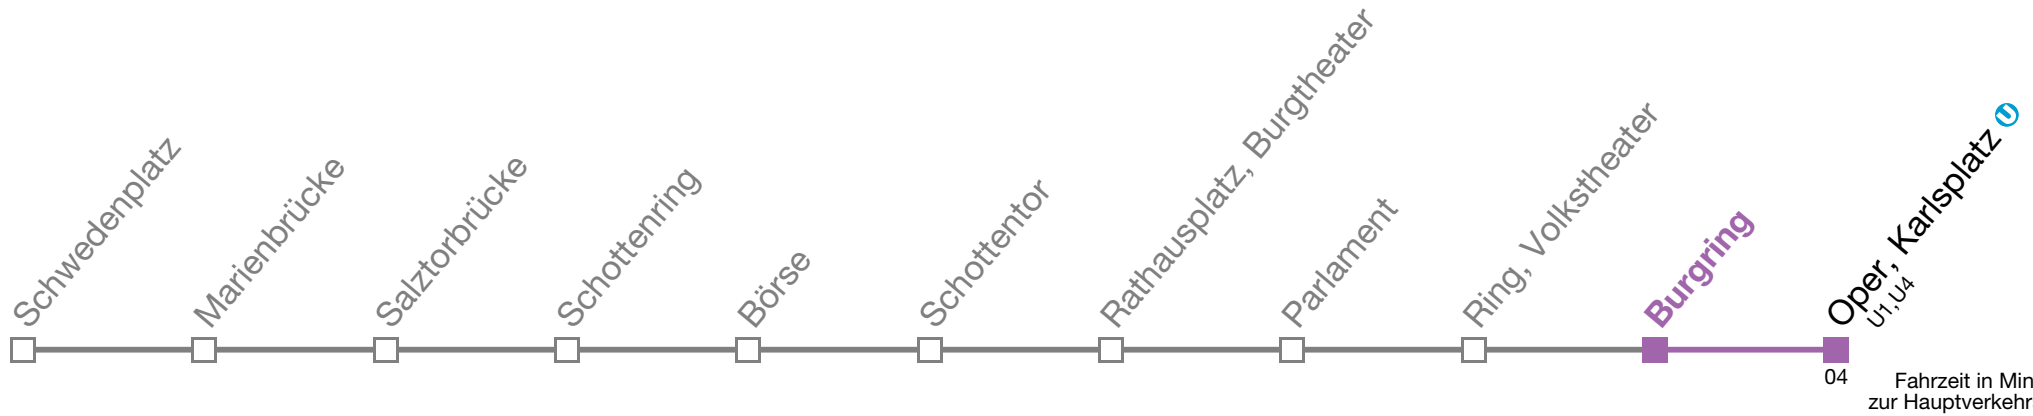 Schwedenplatz
Marienbrücke
Salztorbrücke
Schottenring
Börse
Schottentor
Rathausplatz, Burgtheater
Parlament
Ring, Volkstheater
Burgring
Oper, Karlsplatz U
U1,U4
04
Fahrzeit in Min
zur Hauptverkehr